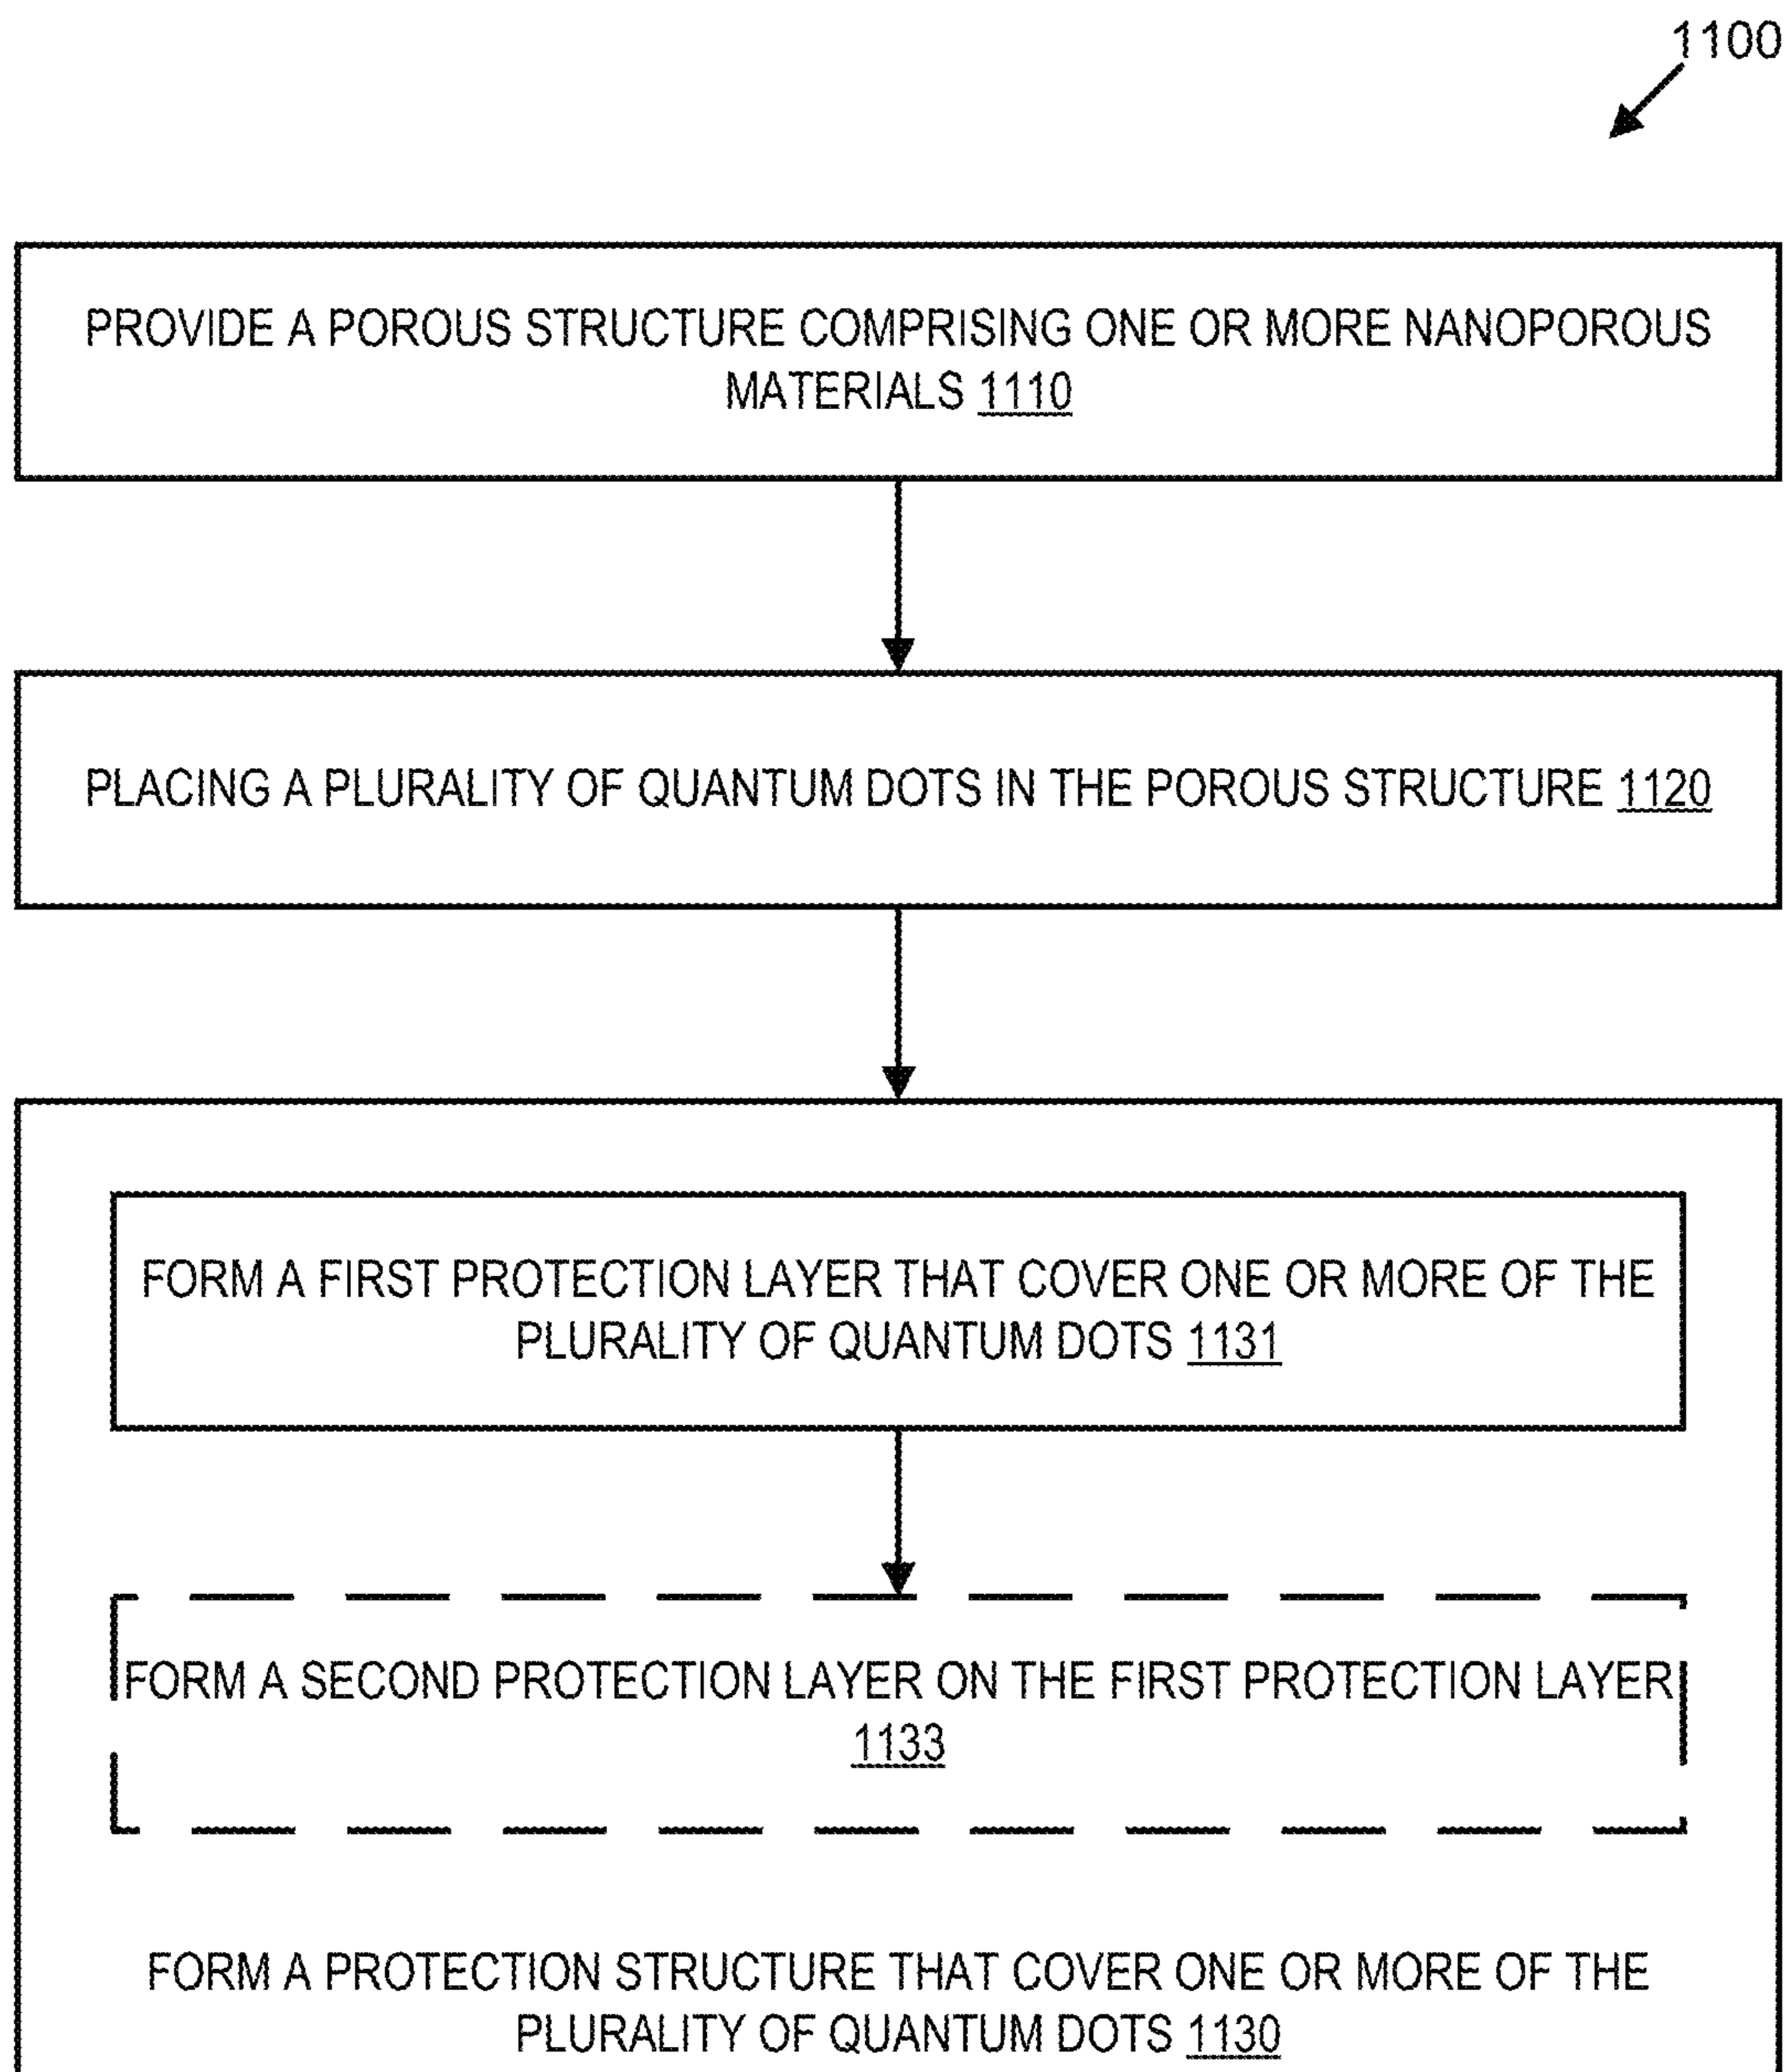 1100
PROVIDE A POROUS STRUCTURE COMPRISING ONE OR MORE NANOPOROUS
MATERIALS 1110
PLACING A PLURALITY OF QUANTUM DOTS IN THE POROUS STRUCTURE 1120
FORM A FIRST PROTECTION LAYER THAT COVER ONE OR MORE OF THE
PLURALITY OF QUANTUM DOTS 1131
FORM A SECOND PROTECTION LAYER ON THE FIRST PROTECTION LAYER
1133
FORM A PROTECTION STRUCTURE THAT COVER ONE OR MORE OF THE
PLURALITY OF QUANTUM DOTS 1130